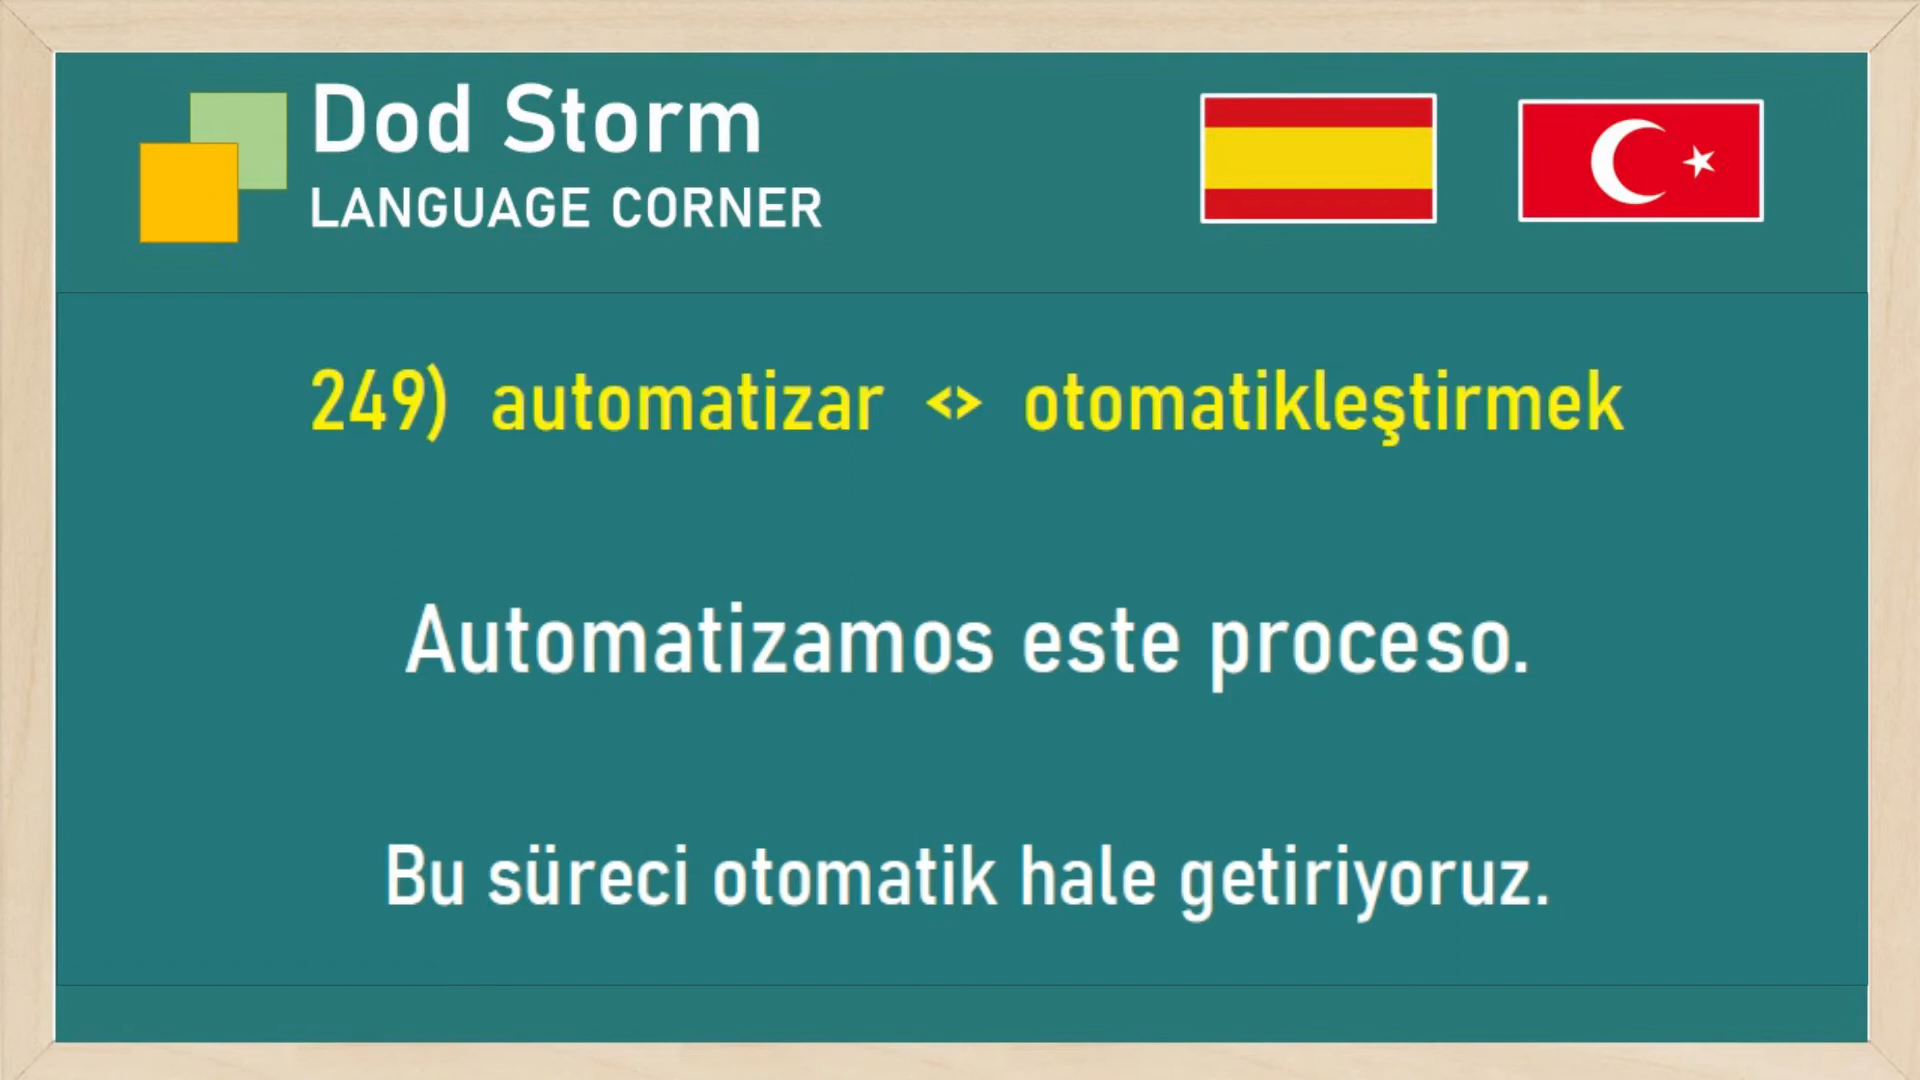 Dod Storm
LANGUAGE CORNER
249) automatizar <> otomatikleştirmek
Automatizamos este proceso.
Bu süreci otomatik hale getiriyoruz.